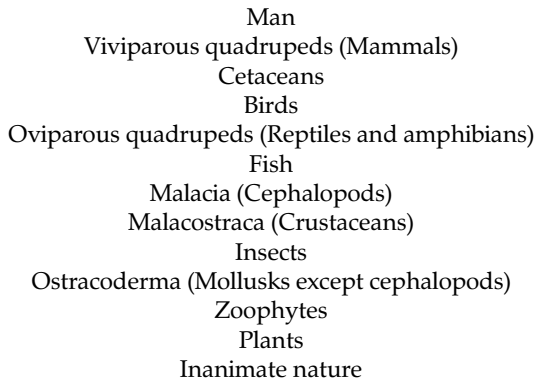 Man
Viviparous quadrupeds (Mammals)
Cetaceans
Birds
Oviparous quadrupeds (Reptiles and amphibians)
Fish
Malacia (Cephalopods)
Malacostraca (Crustaceans)
Insects
Ostracoderma (Mollusks except cephalopods)
Zoophytes
Plants
Inanimate nature